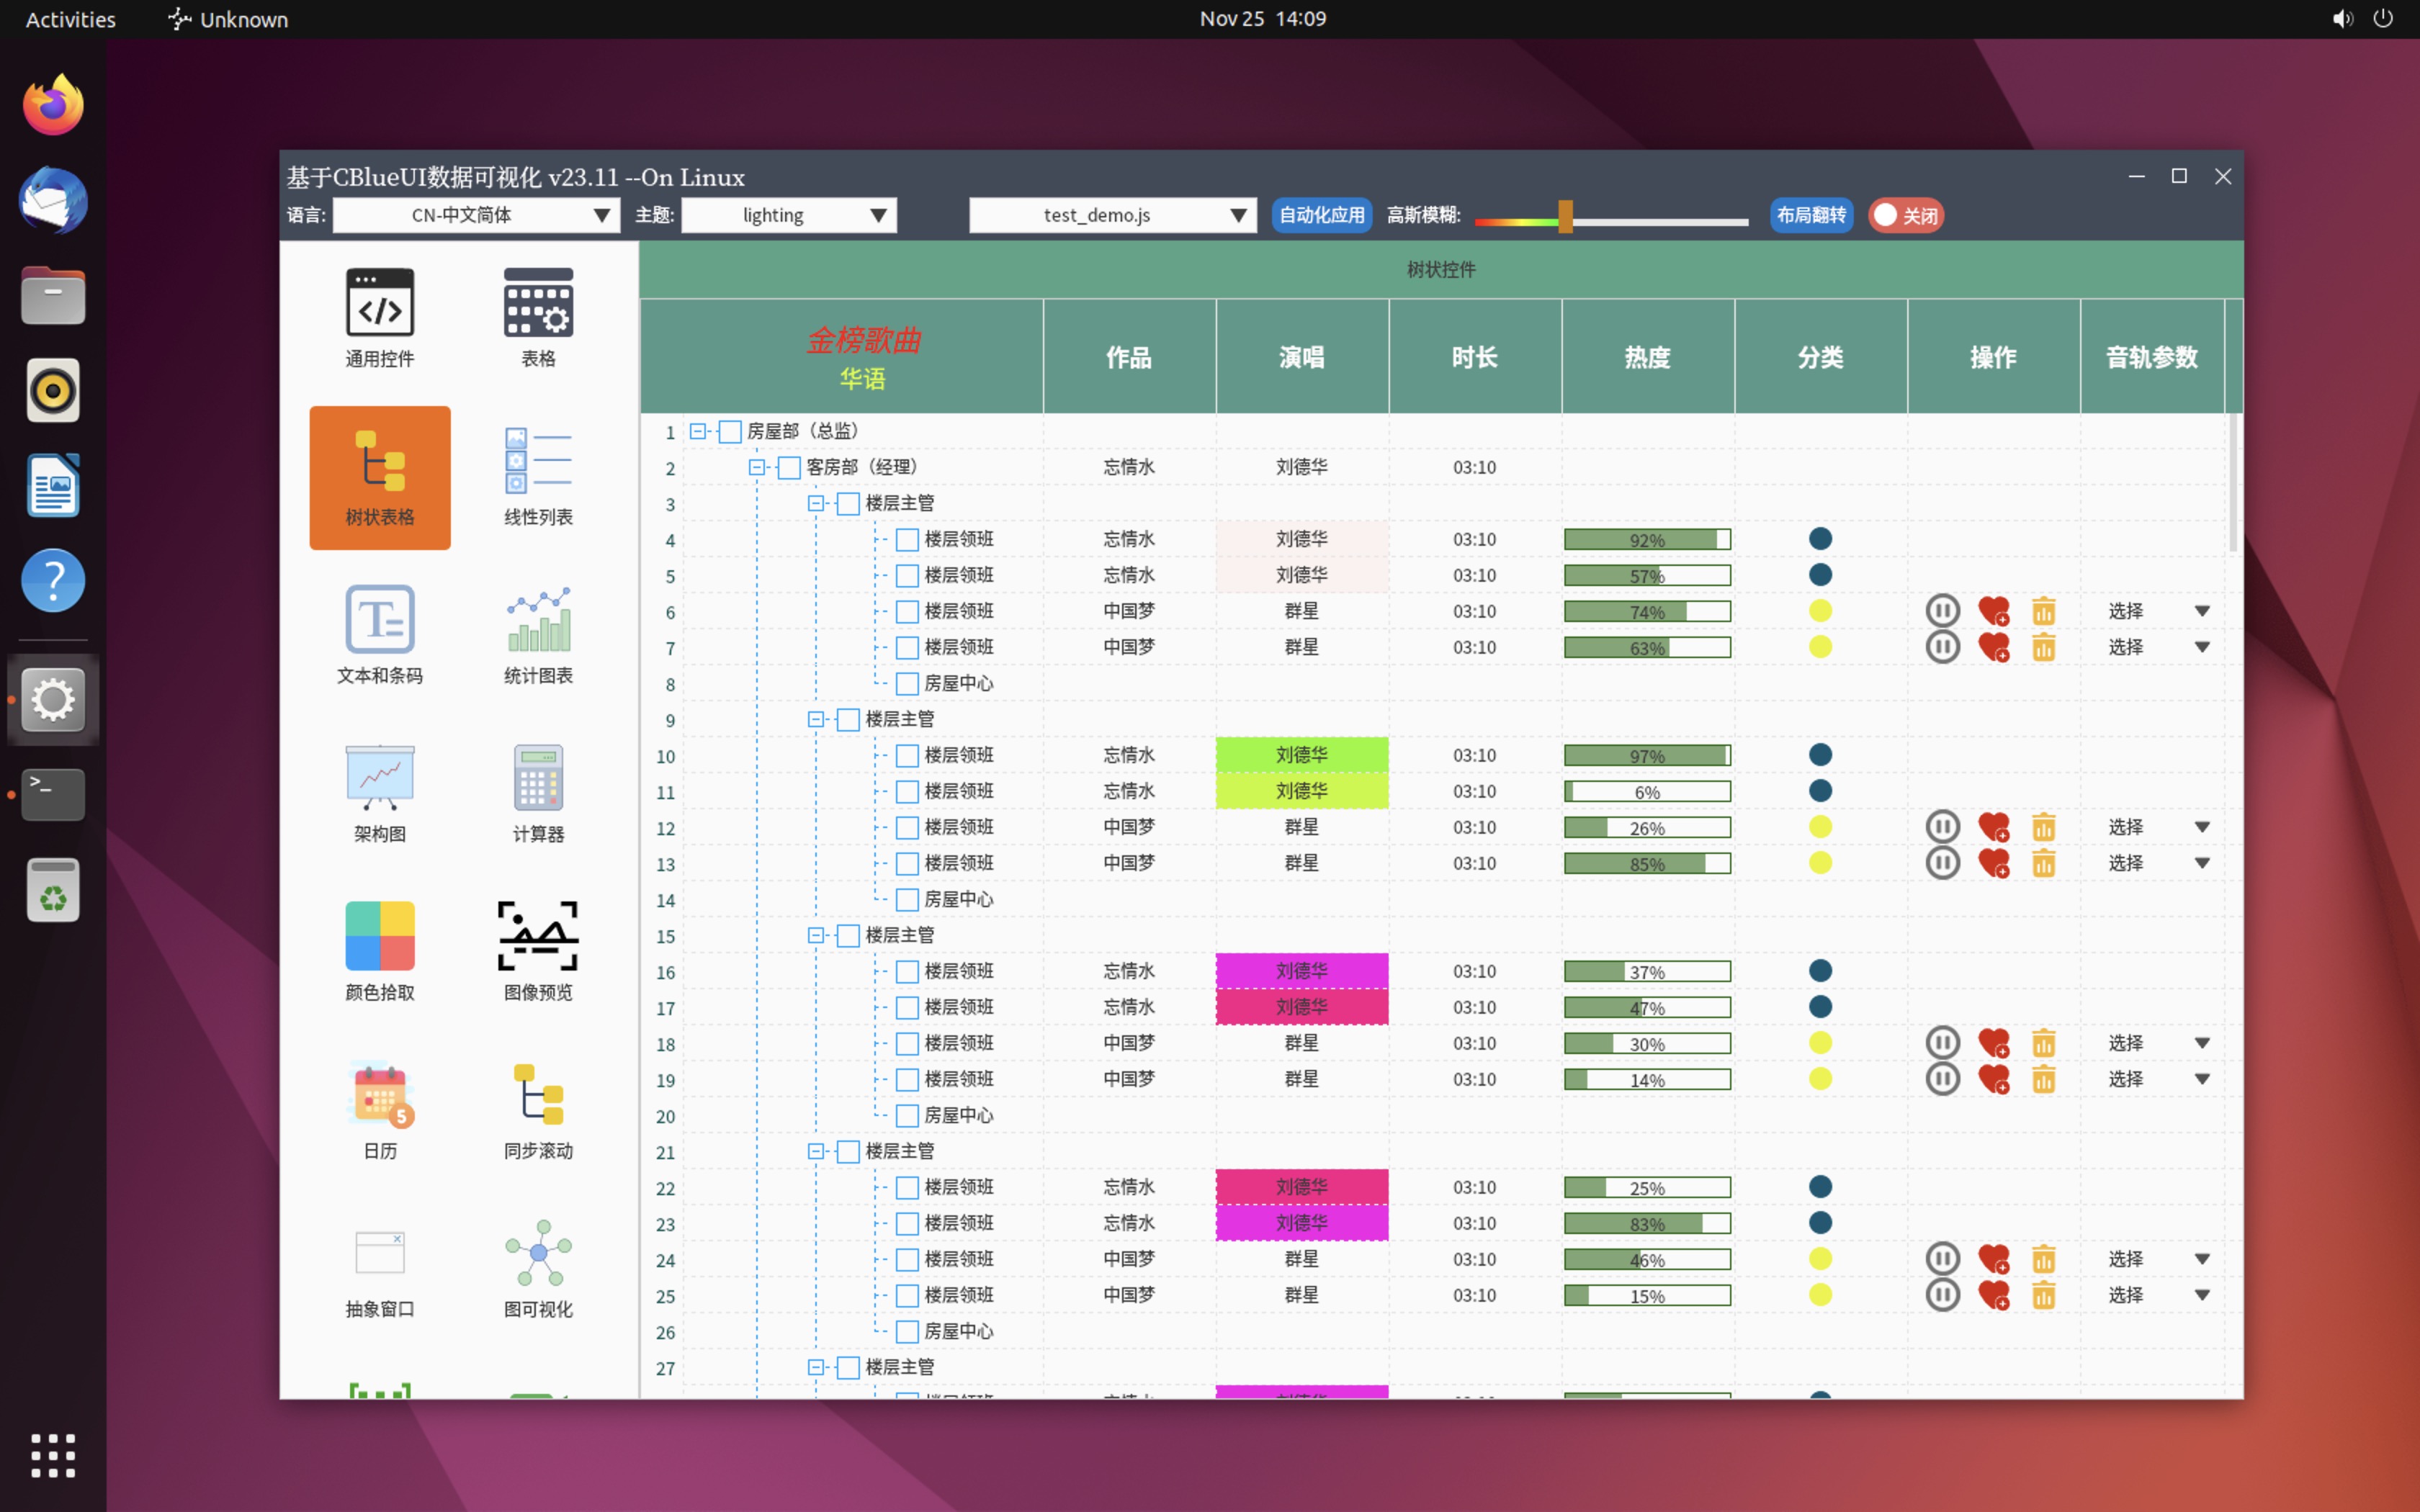 Activities
Unknown
Nov 25 14:09
基于CBlueUI数据可视化 v23.11 --On Linux
语言: CN-中文简体 主题: lighting test_demo.js 自动化应用 高斯模糊: 布局翻转 关闭
通用控件 表格
树状表格 线性列表
文本和条码 统计图表
架构图 计算器
颜色拾取 图像预览
5
日历 同步滚动
抽象窗口 图可视化
树状控件
金榜歌曲
华语
作品 演唱 时长 热度 分类 操作 音轨参数
1 房屋部（总监）
2 客房部（经理） 忘情水 刘德华 03:10
3 楼层主管
4 楼层领班 忘情水 刘德华 03:10 92%
5 楼层领班 忘情水 刘德华 03:10 57%
6 楼层领班 中国梦 群星 03:10 74% 选择
7 楼层领班 中国梦 群星 03:10 63% 选择
8 房屋中心
9 楼层主管
10 楼层领班 忘情水 刘德华 03:10 97%
11 楼层领班 忘情水 刘德华 03:10 6%
12 楼层领班 中国梦 群星 03:10 26% 选择
13 楼层领班 中国梦 群星 03:10 85% 选择
14 房屋中心
15 楼层主管
16 楼层领班 忘情水 刘德华 03:10 37%
17 楼层领班 忘情水 刘德华 03:10 47%
18 楼层领班 中国梦 群星 03:10 30% 选择
19 楼层领班 中国梦 群星 03:10 14% 选择
20 房屋中心
21 楼层主管
22 楼层领班 忘情水 刘德华 03:10 25%
23 楼层领班 忘情水 刘德华 03:10 83%
24 楼层领班 中国梦 群星 03:10 46% 选择
25 楼层领班 中国梦 群星 03:10 15% 选择
26 房屋中心
27 楼层主管